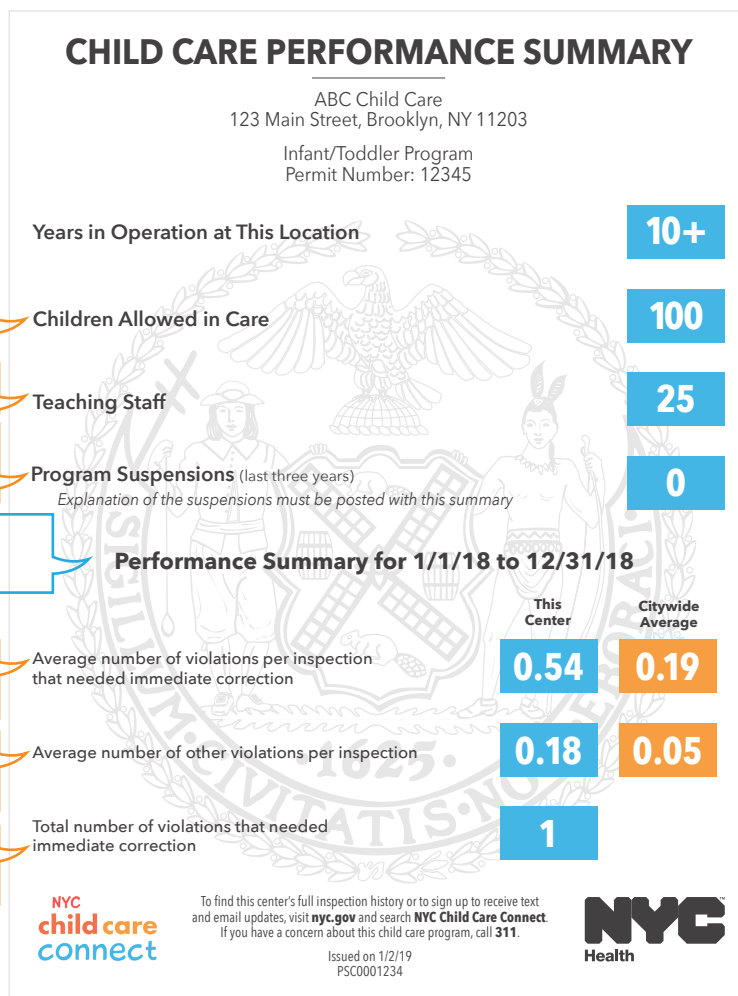 CHILD CARE PERFORMANCE SUMMARY
ABC Child Care
123 Main Street, Brooklyn, NY 11203
Infant/Toddler Program
Permit Number: 12345
Years in Operation at This Location 10+
Children Allowed in Care 100
Teaching Staff 25
Program Suspensions (last three years) 0
Explanation of the suspensions must be posted with this summary
Performance Summary for 1/1/18 to 12/31/18
This
Center
Citywide
Average
Average number of violations per inspection
that needed immediate correction
0.54 0.19
Average number of other violations per inspection 0.18 0.05
Total number of violations that needed
immediate correction
1
SIGILLUM·CIVITATIS·NO EBORACI
·1625·
NYC
child care
connect
To find this center's full inspection history or to sign up to receive text
and email updates, visit nyc.gov and search NYC Child Care Connect.
If you have a concern about this child care program, call 311.
Issued on 1/2/19
PSC0001234
NYC
Health